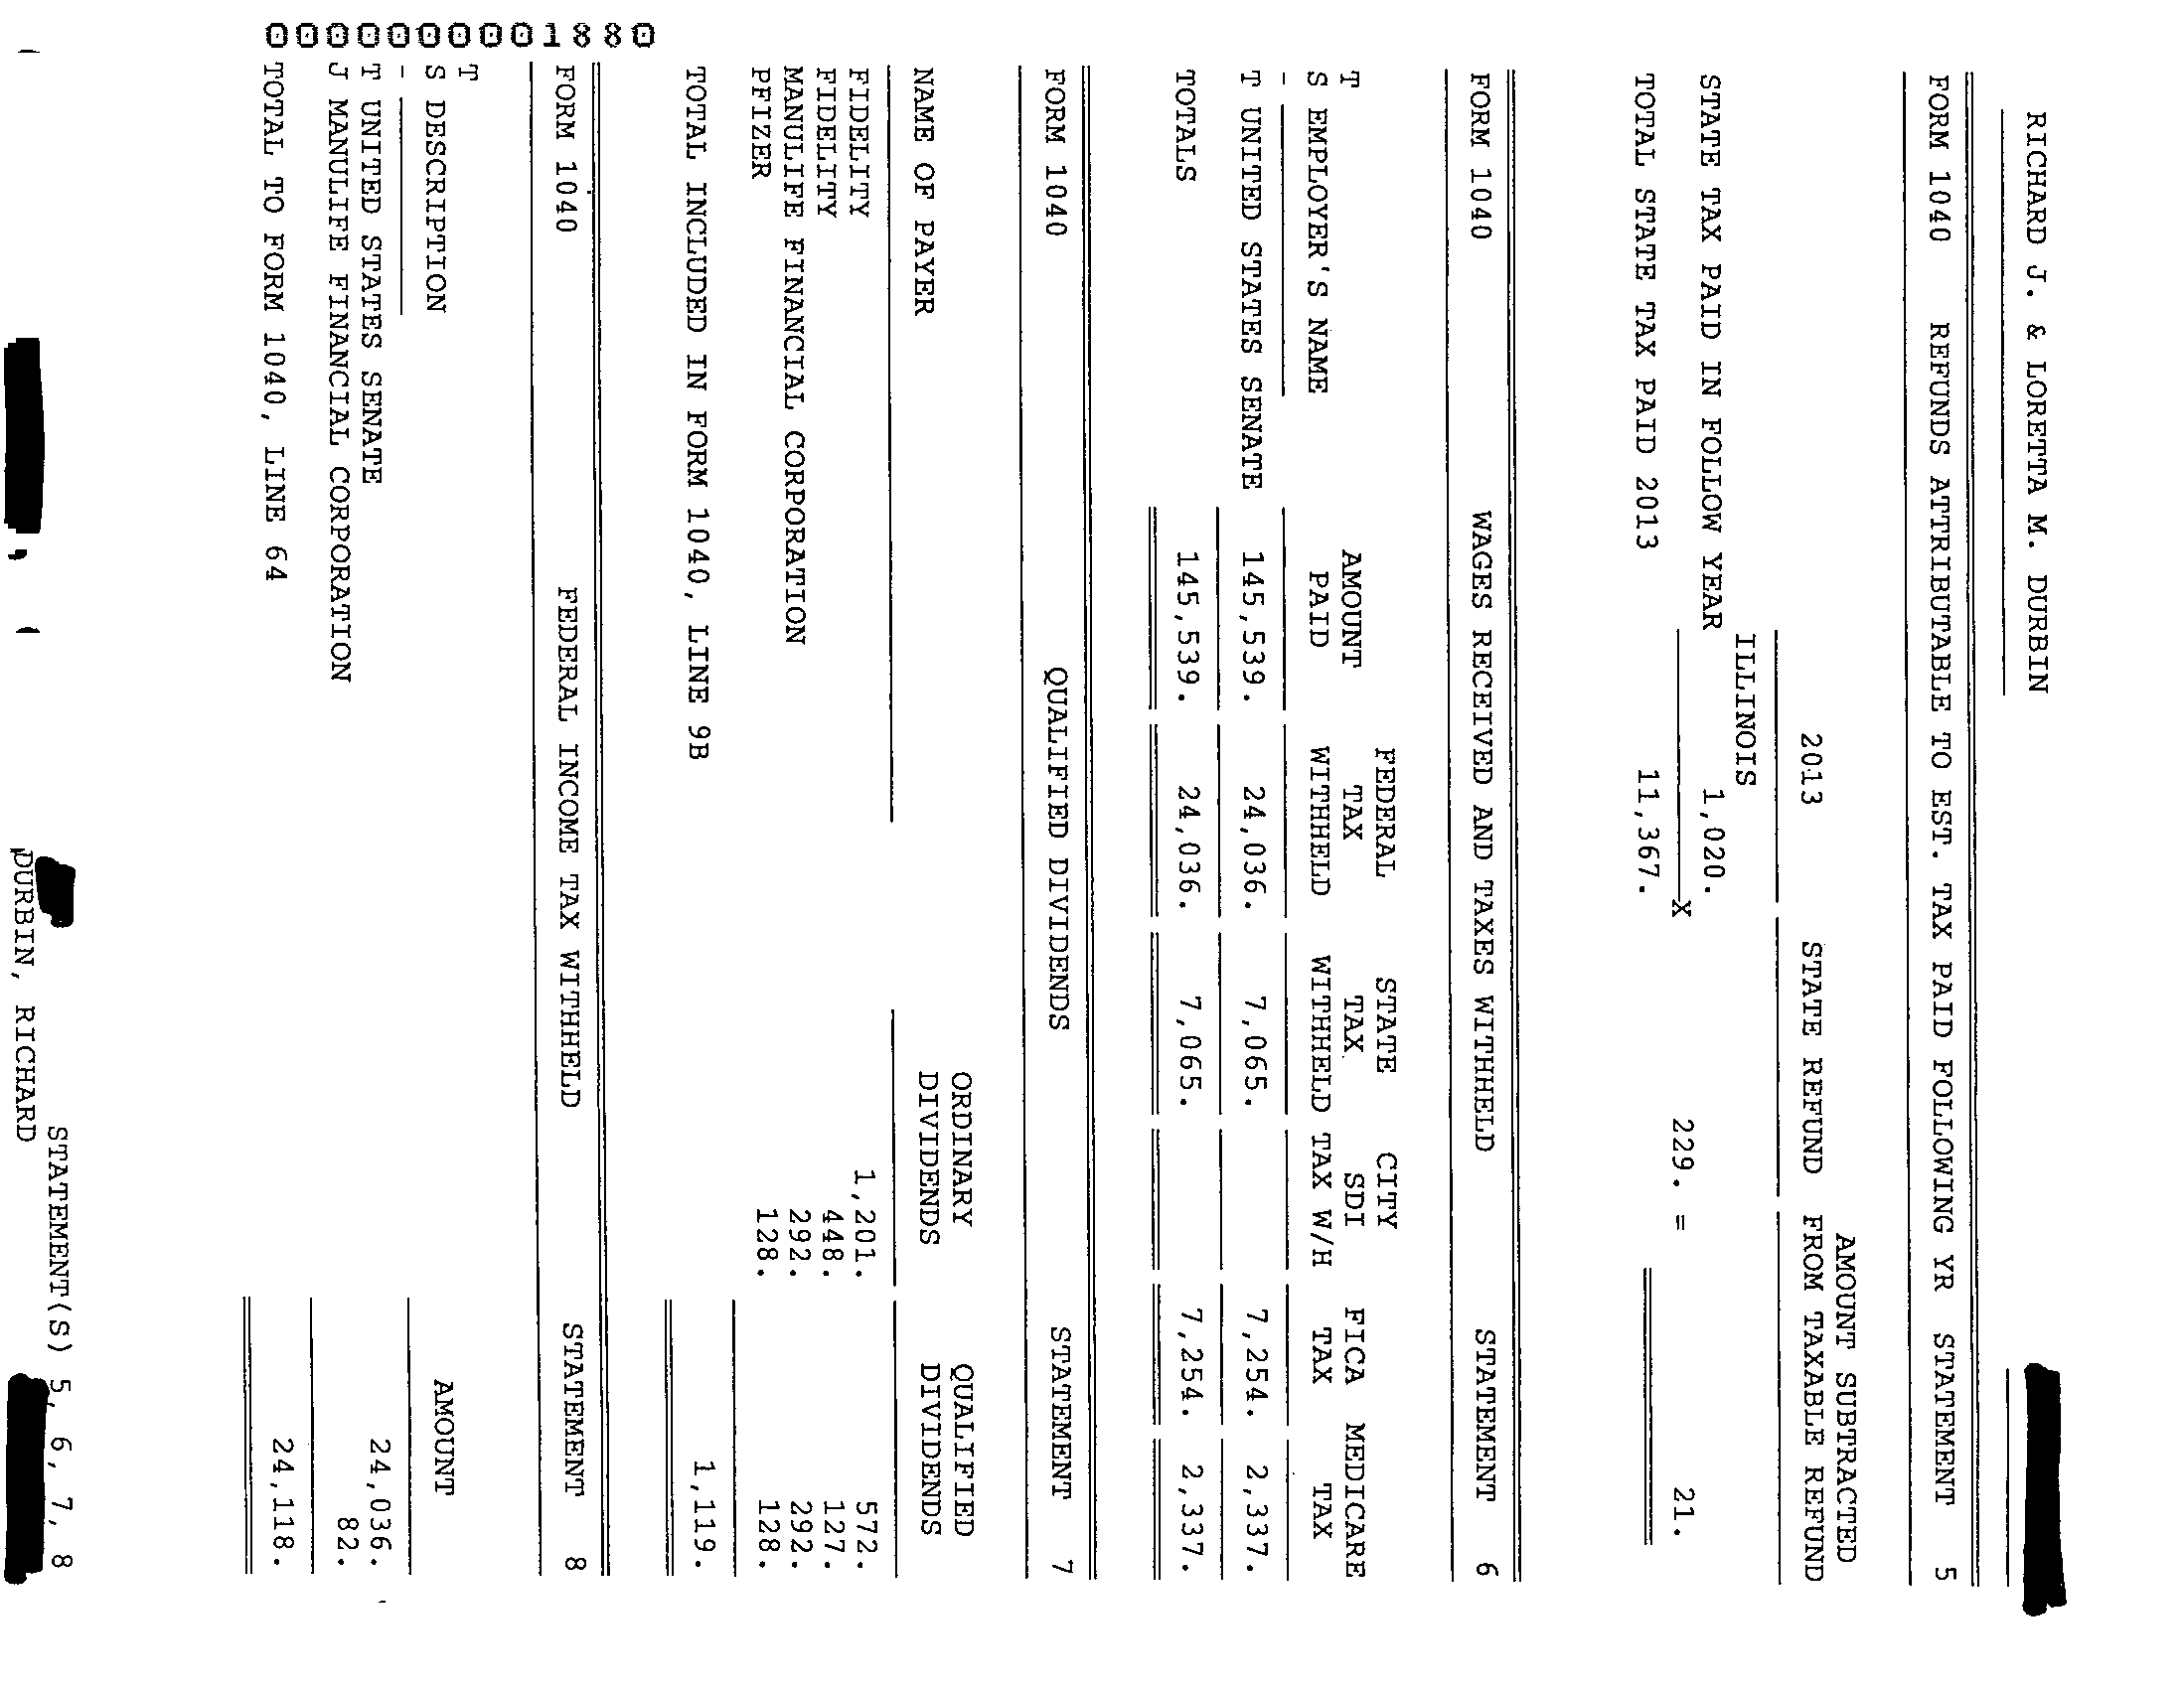 RICHARD J. & LORETTA M. DURBIN
FORM 1040 REFUNDS ATTRIBUTABLE TO EST. TAX PAID FOLLOWING YR STATEMENT 5
AMOUNT SUBTRACTED
2013 STATE REFUND FROM TAXABLE REFUND
ILLINOIS
STATE TAX PAID IN FOLLOW YEAR 1,020.
X 229. = 21.
TOTAL STATE TAX PAID 2013 11,367.
FORM 1040 WAGES RECEIVED AND TAXES WITHHELD STATEMENT 6
FEDERAL STATE CITY
T AMOUNT TAX TAX SDI FICA MEDICARE
S EMPLOYER'S NAME PAID WITHHELD WITHHELD TAX W/H TAX TAX
-
T UNITED STATES SENATE 145,539. 24,036. 7,065. 7,254. 2,337.
TOTALS 145,539. 24,036. 7,065. 7,254. 2,337.
FORM 1040 QUALIFIED DIVIDENDS STATEMENT 7
ORDINARY QUALIFIED
NAME OF PAYER DIVIDENDS DIVIDENDS
FIDELITY 1,201. 572.
FIDELITY 448. 127.
MANULIFE FINANCIAL CORPORATION 292. 292.
PFIZER 128. 128.
TOTAL INCLUDED IN FORM 1040, LINE 9B 1,119.
FORM 1040 FEDERAL INCOME TAX WITHHELD STATEMENT 8
T
S DESCRIPTION AMOUNT
-
T UNITED STATES SENATE 24,036.
J MANULIFE FINANCIAL CORPORATION 82.
TOTAL TO FORM 1040, LINE 64 24,118.
STATEMENT(S) 5, 6, 7, 8
DURBIN, RICHARD
0000000001880